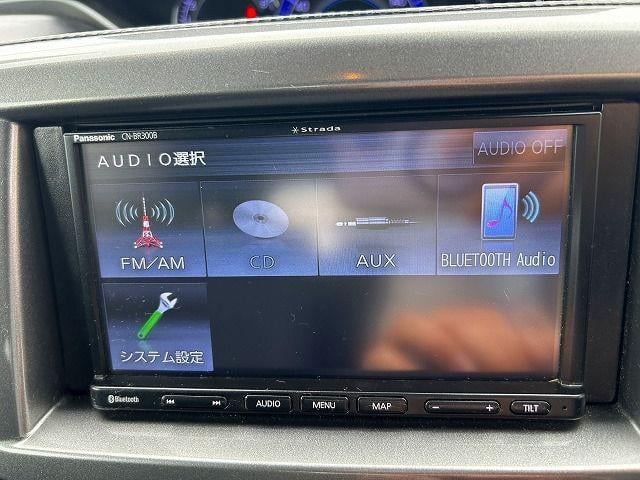 Panasonic CN-BR300B
Strada
AUDIO選択
AUDIO OFF
FM/AM
CD
AUX
BLUETOOTH Audio
システム設定
Bluetooth
AUDIO
MENU
MAP
− +
TILT